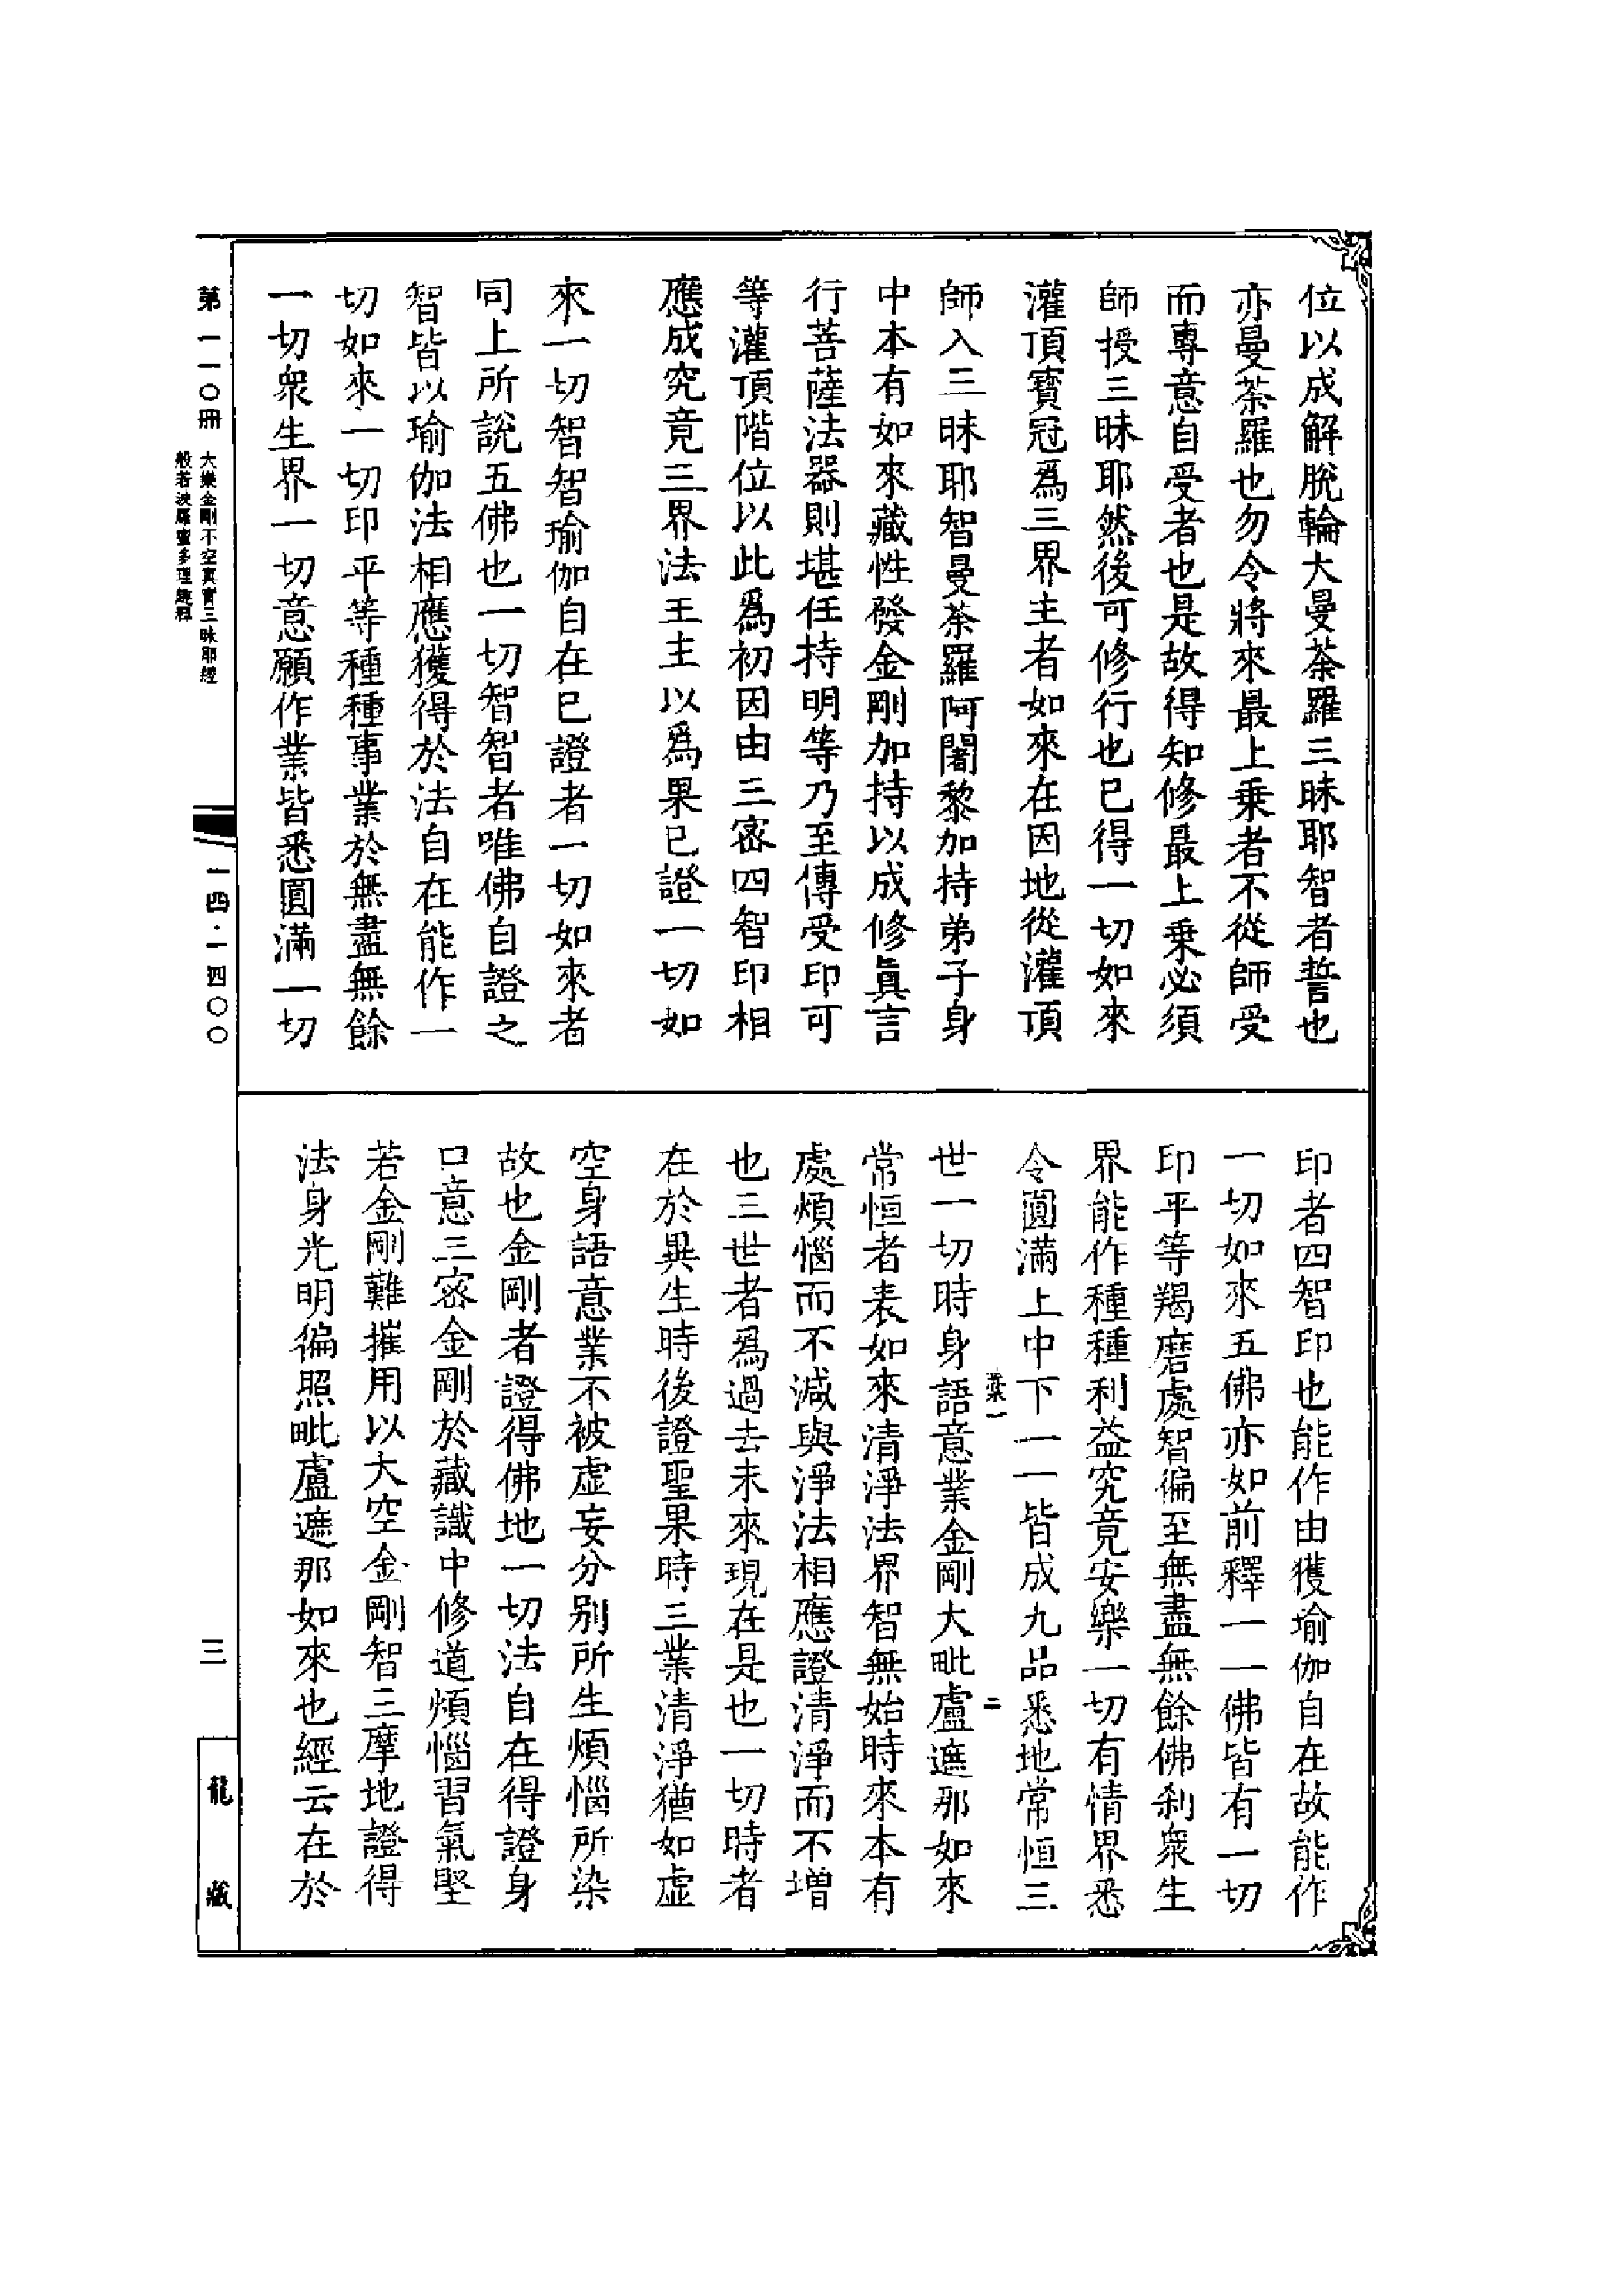 位以成解脫輪大曼荼羅三昧耶智者誓也
亦曼荼羅也勿令將來最上乘者不從師受
而專意自受者也是故得知修最上乘必須
師授三昧耶然後可修行也已得一切如來
灌頂寶冠爲三界主者如來在因地從灌頂
師入三昧耶智曼荼羅阿闍黎加持弟子身
中本有如來藏性發金剛加持以成修眞言
行菩薩法器則堪任持明等乃至傳受印可
等灌頂階位以此爲初因由三密四智印相
應成究竟三界法王主以爲果已證一切如
來一切智智瑜伽自在已證者一切如來者
同上所說五佛也一切智智者唯佛自證之
智皆以瑜伽法相應獲得於法自在能作一
切如來一切印平等種種事業於無盡無餘
一切衆生界一切意願作業皆悉圓滿一切
印者四智印也能作由獲瑜伽自在故能作
一切如來五佛亦如前釋一一佛皆有一切
印平等羯磨處智徧至無盡無餘佛刹衆生
界能作種種利益究竟安樂一切有情界悉
令圓滿上中下一一皆成九品悉地常恒三
世一切時身語意業金剛大毗盧遮那如來
常恒者表如來清淨法界智無始時來本有
處煩惱而不減與淨法相應證清淨而不增
也三世者爲過去未來現在是也一切時者
在於異生時後證聖果時三業清淨猶如虛
空身語意業不被虛妄分別所生煩惱所染
故也金剛者證得佛地一切法自在得證身
口意三密金剛於藏識中修道煩惱習氣堅
若金剛難摧用以大空金剛智三摩地證得
法身光明徧照毗盧遮那如來也經云在於
葉一
二
第一一〇冊
大樂金剛不空真實三昧耶經
般若波羅蜜多理趣釋
一四·一四〇〇
三
龍藏